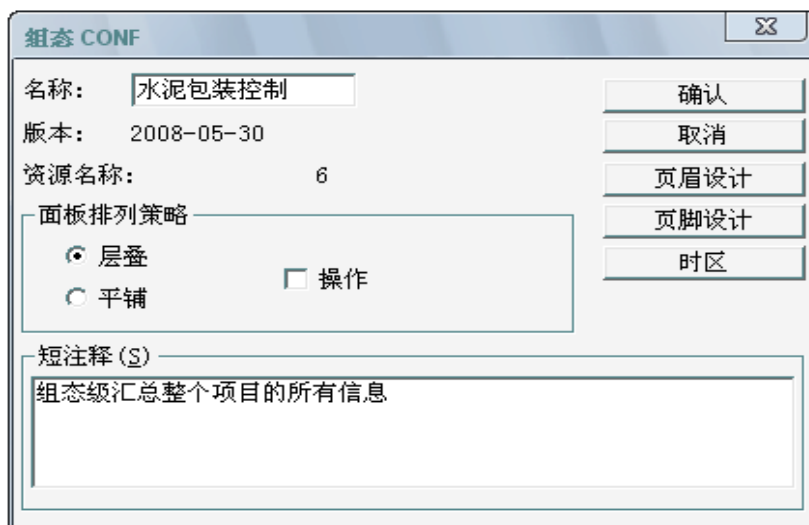 组态 CONF
名称: 水泥包装控制
确认
版本: 2008-05-30
取消
资源名称: 6
页眉设计
面板排列策略
页脚设计
层叠
操作
时区
平铺
短注释(S)
组态级汇总整个项目的所有信息